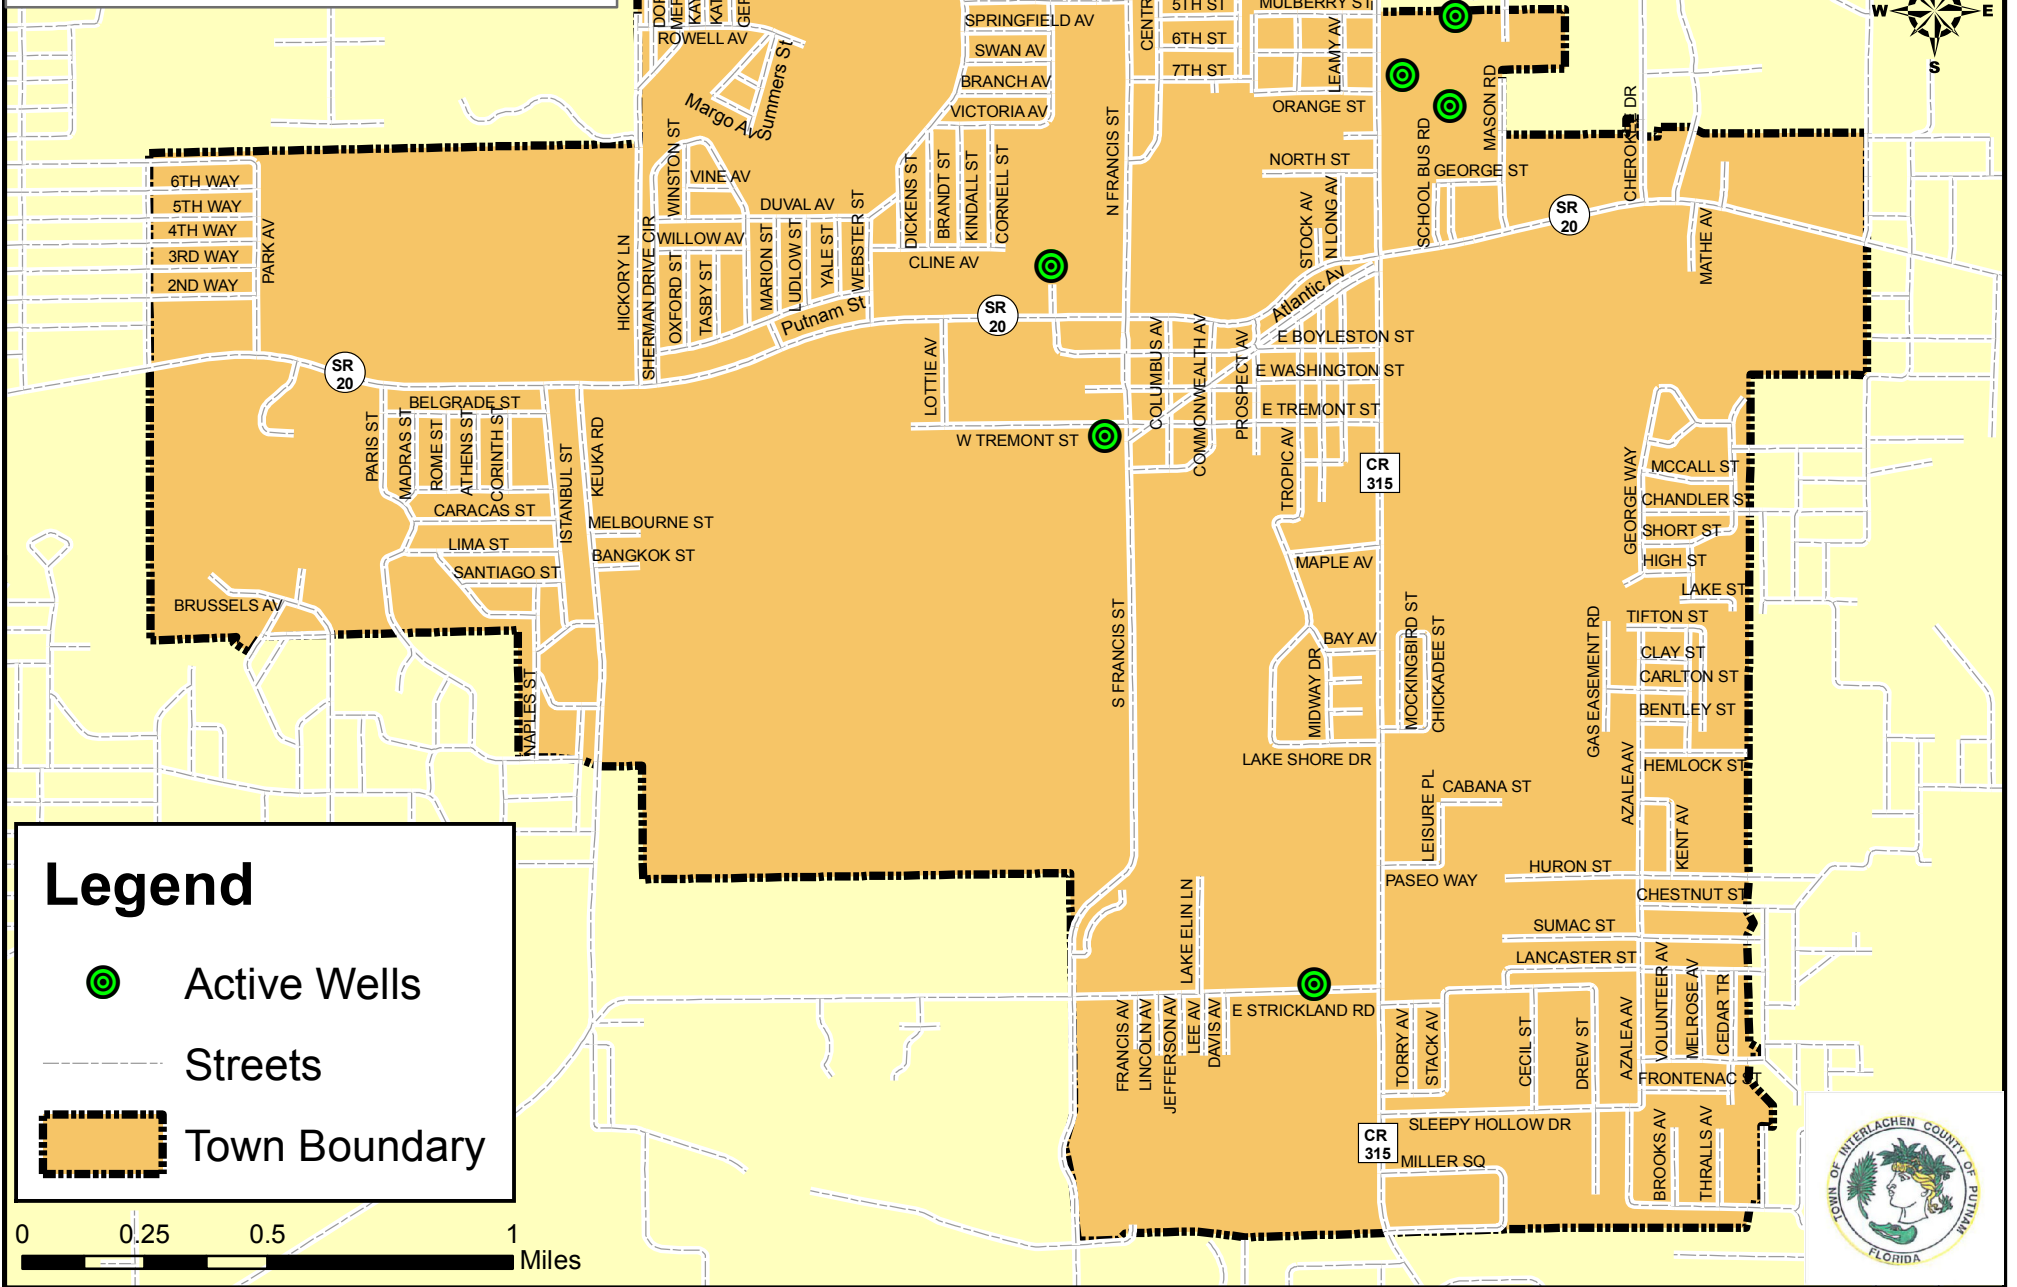 SPRINGFIELD AV
5TH ST
MULBERRY ST
W
E
S
ROWELL AV
SWAN AV
6TH ST
CENTR
LEAMY AV
Summers St
BRANCH AV
7TH ST
Margo Av
VICTORIA AV
ORANGE ST
MASON RD
CHEROKEE DR
N FRANCIS ST
SCHOOL BUS RD
WINSTON ST
NORTH ST
GEORGE ST
6TH WAY
VINE AV
DICKENS ST
BRANDT ST
KINDALL ST
CORNELL ST
5TH WAY
DUVAL AV
STOCK AV
N LONG AV
SR
20
4TH WAY
PARK AV
WILLOW AV
WEBSTER ST
3RD WAY
CLINE AV
MATHE AV
2ND WAY
HICKORY LN
SHERMAN DRIVE CIR
OXFORD ST
TASBY ST
MARION ST
LUDLOW ST
YALE ST
Atlantic Av
Putnam St
SR
20
E BOYLESTON ST
SR
20
LOTTIE AV
COLUMBUS AV
COMMONWEALTH AV
PROSPECT AV
E WASHINGTON ST
BELGRADE ST
E TREMONT ST
W TREMONT ST
PARIS ST
MADRAS ST
ROME ST
ATHENS ST
CORINTH ST
ISTANBUL ST
KEUKA RD
TROPIC AV
CR
315
GEORGE WAY
MCCALL ST
CHANDLER ST
CARACAS ST
MELBOURNE ST
SHORT ST
LIMA ST
BANGKOK ST
MAPLE AV
HIGH ST
SANTIAGO ST
LAKE ST
BRUSSELS AV
S FRANCIS ST
TIFTON ST
BAY AV
MOCKINGBIRD ST
CHICKADEE ST
GAS EASEMENT RD
CLAY ST
MIDWAY DR
CARLTON ST
NAPLES ST
BENTLEY ST
LAKE SHORE DR
HEMLOCK ST
AZALEA AV
CABANA ST
LEISURE PL
KENT AV
HURON ST
PASEO WAY
CHESTNUT ST
LAKE ELIN LN
SUMAC ST
LANCASTER ST
E STRICKLAND RD
FRANCIS AV
LINCOLN AV
JEFFERSON AV
LEE AV
DAVIS AV
TORRY AV
STACK AV
CECIL ST
DREW ST
AZALEA AV
VOLUNTEER AV
MELROSE AV
CEDAR TR
FRONTENAC ST
SLEEPY HOLLOW DR
CR
315
MILLER SQ
BROOKS AV
THRALLS AV
Legend
Active Wells
Streets
Town Boundary
0 0.25 0.5 1
Miles
TOWN OF INTERLACHEN COUNTY OF PUTNAM
FLORIDA